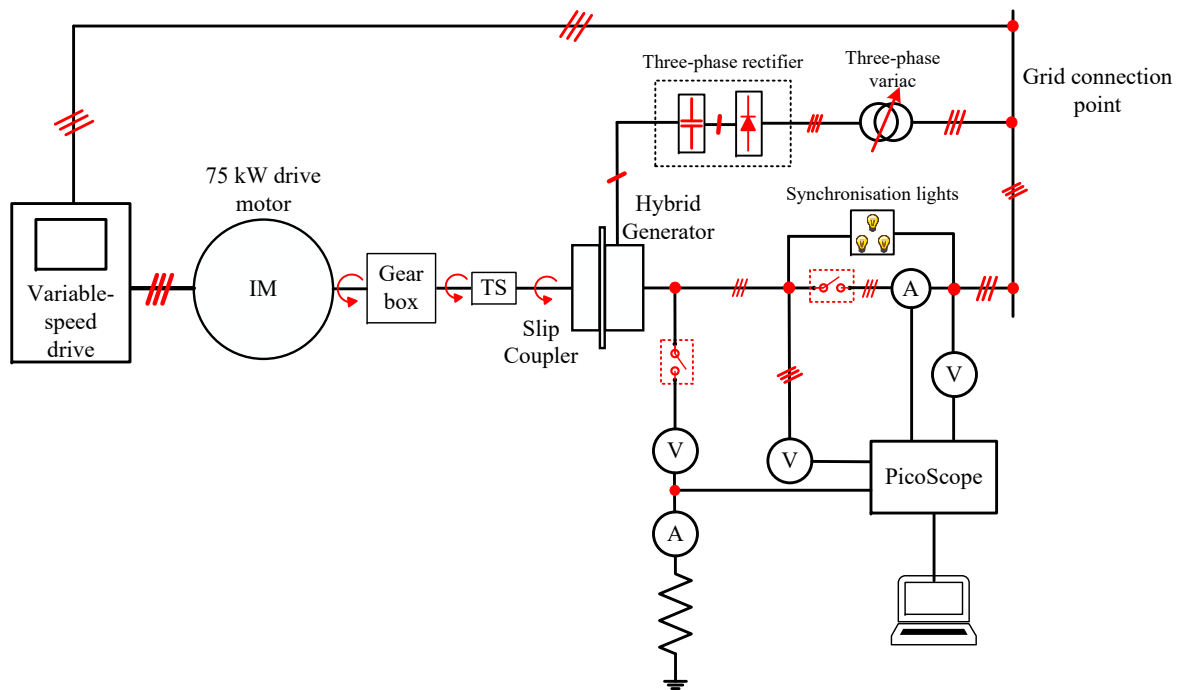 Three-phase rectifier
Three-phase
variac
Grid connection
point
75 kW drive
motor
Hybrid
Generator
Synchronisation lights
Variable-
speed
drive
IM
Gear
box
TS
Slip
Coupler
A
V
V
V
PicoScope
A